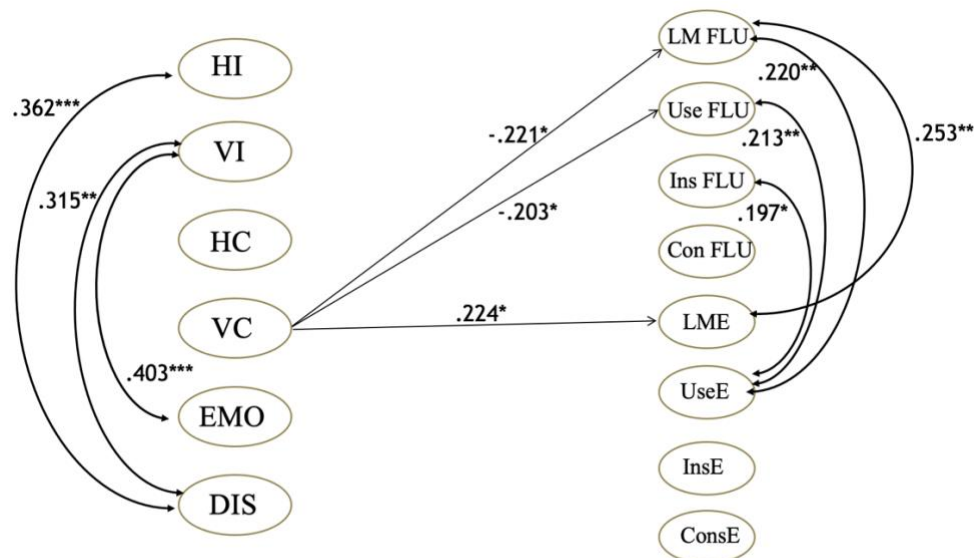 HI
VI
HC
VC
EMO
DIS
.362***
.315**
.403***
-.221*
-.203*
.224*
LM FLU
Use FLU
Ins FLU
Con FLU
LME
UseE
InsE
ConsE
.220**
.213**
.197*
.253**